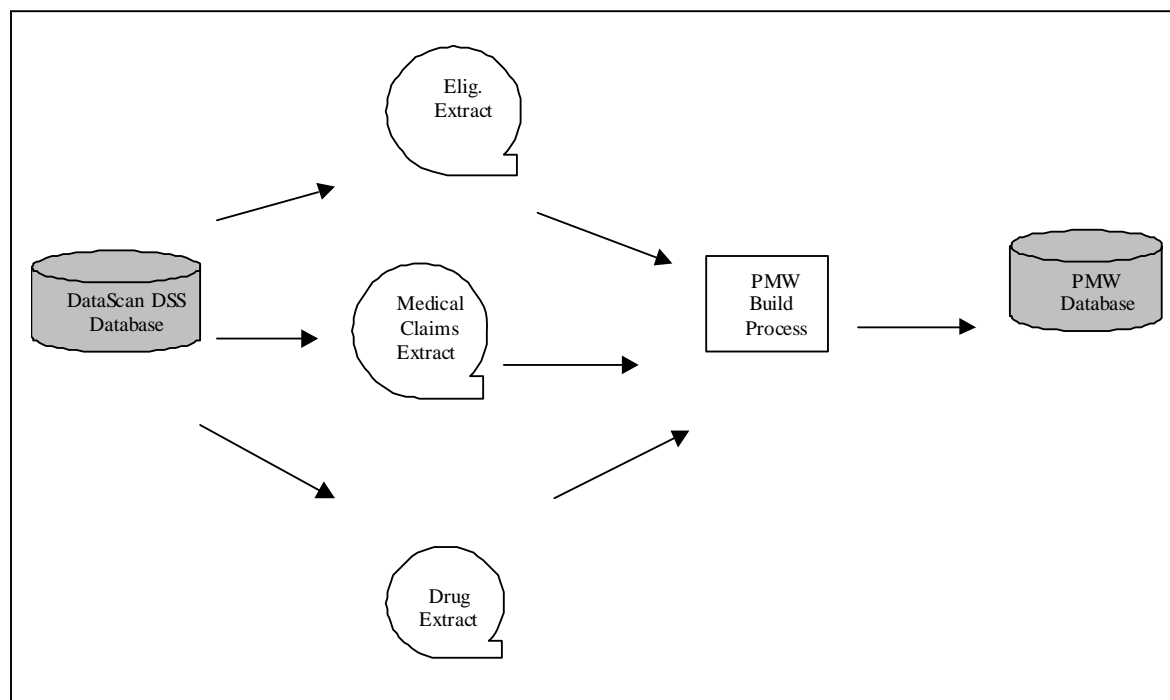 Elig.
Extract
DataScan DSS
Database
Medical
Claims
Extract
PMW
Build
Process
PMW
Database
Drug
Extract